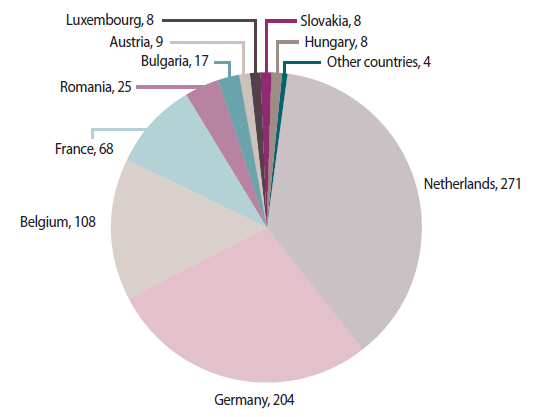 Luxembourg, 8
Slovakia, 8
Austria, 9
Hungary, 8
Bulgaria, 17
Other countries, 4
Romania, 25
France, 68
Netherlands, 271
Belgium, 108
Germany, 204